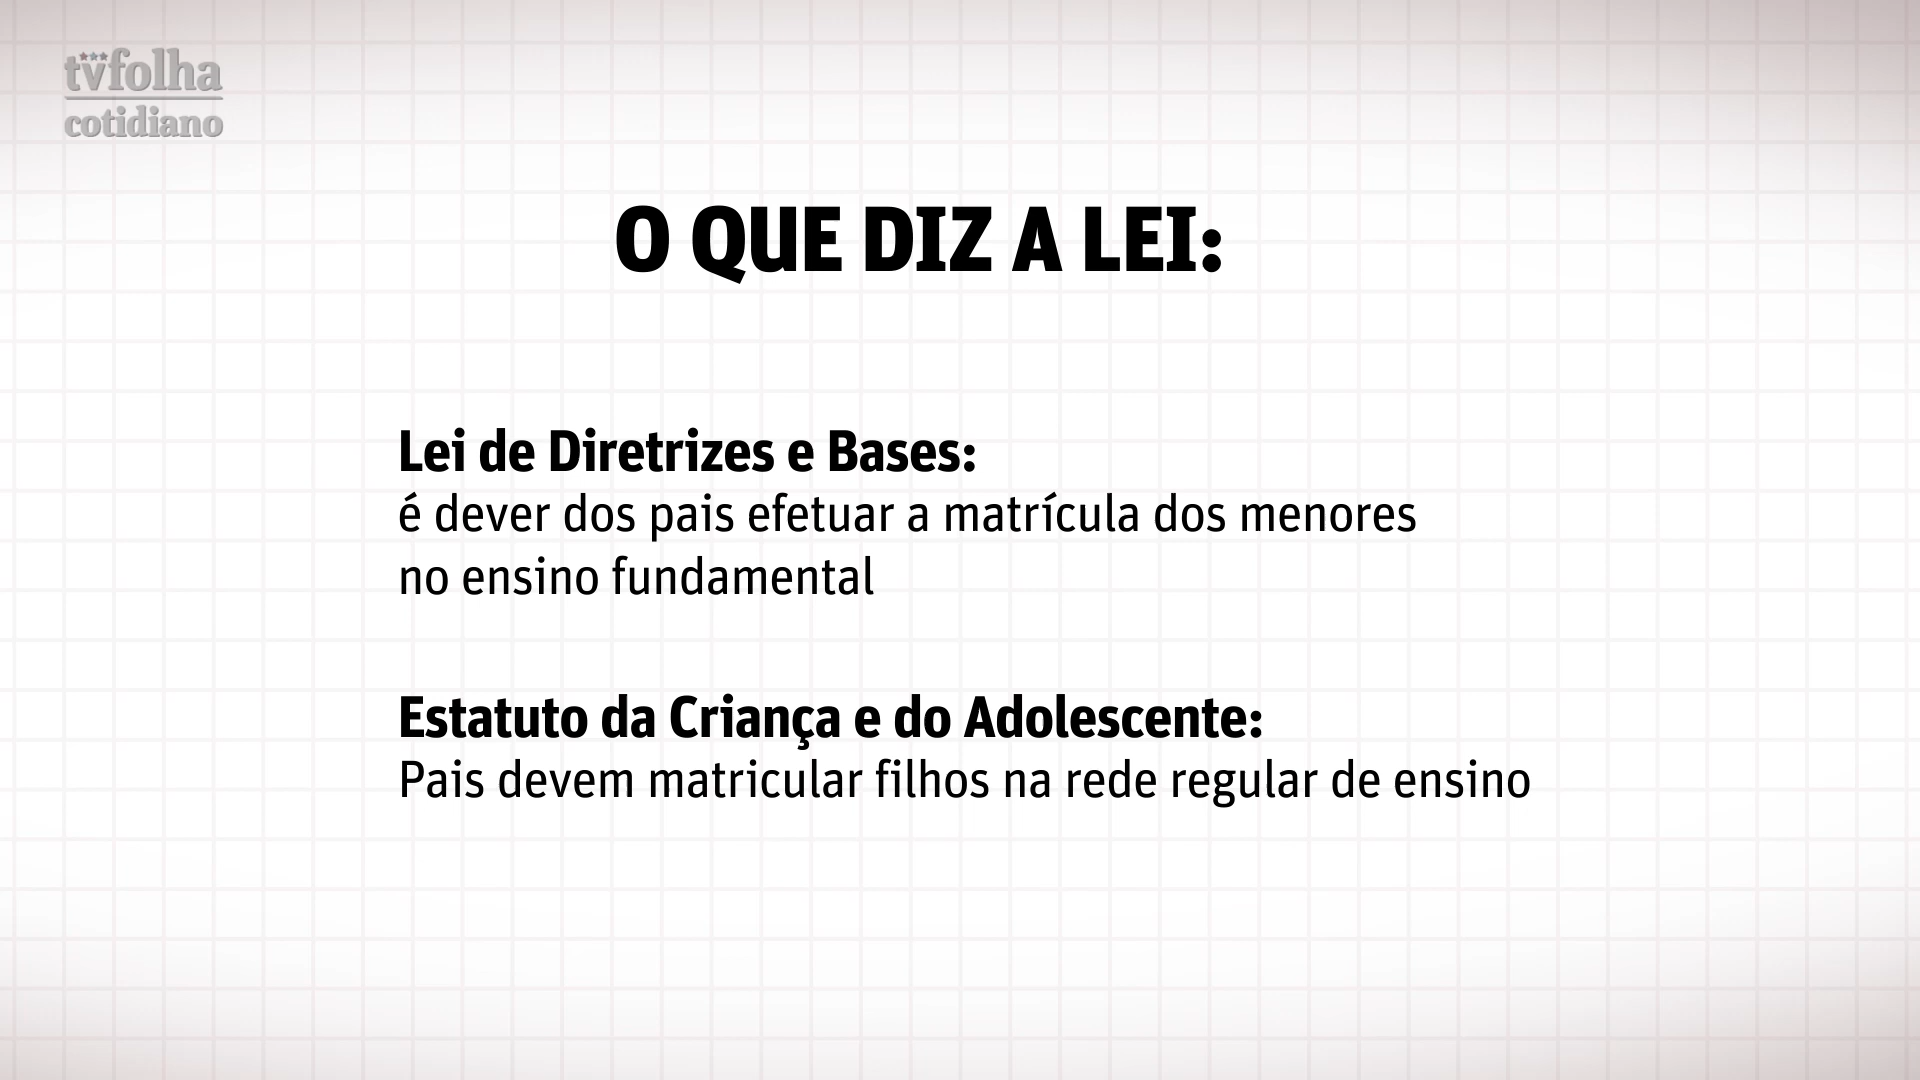 tvfolha
cotidiano
O QUE DIZ A LEI:
Lei de Diretrizes e Bases:
é dever dos pais efetuar a matrícula dos menores
no ensino fundamental
Estatuto da Criança e do Adolescente:
Pais devem matricular filhos na rede regular de ensino